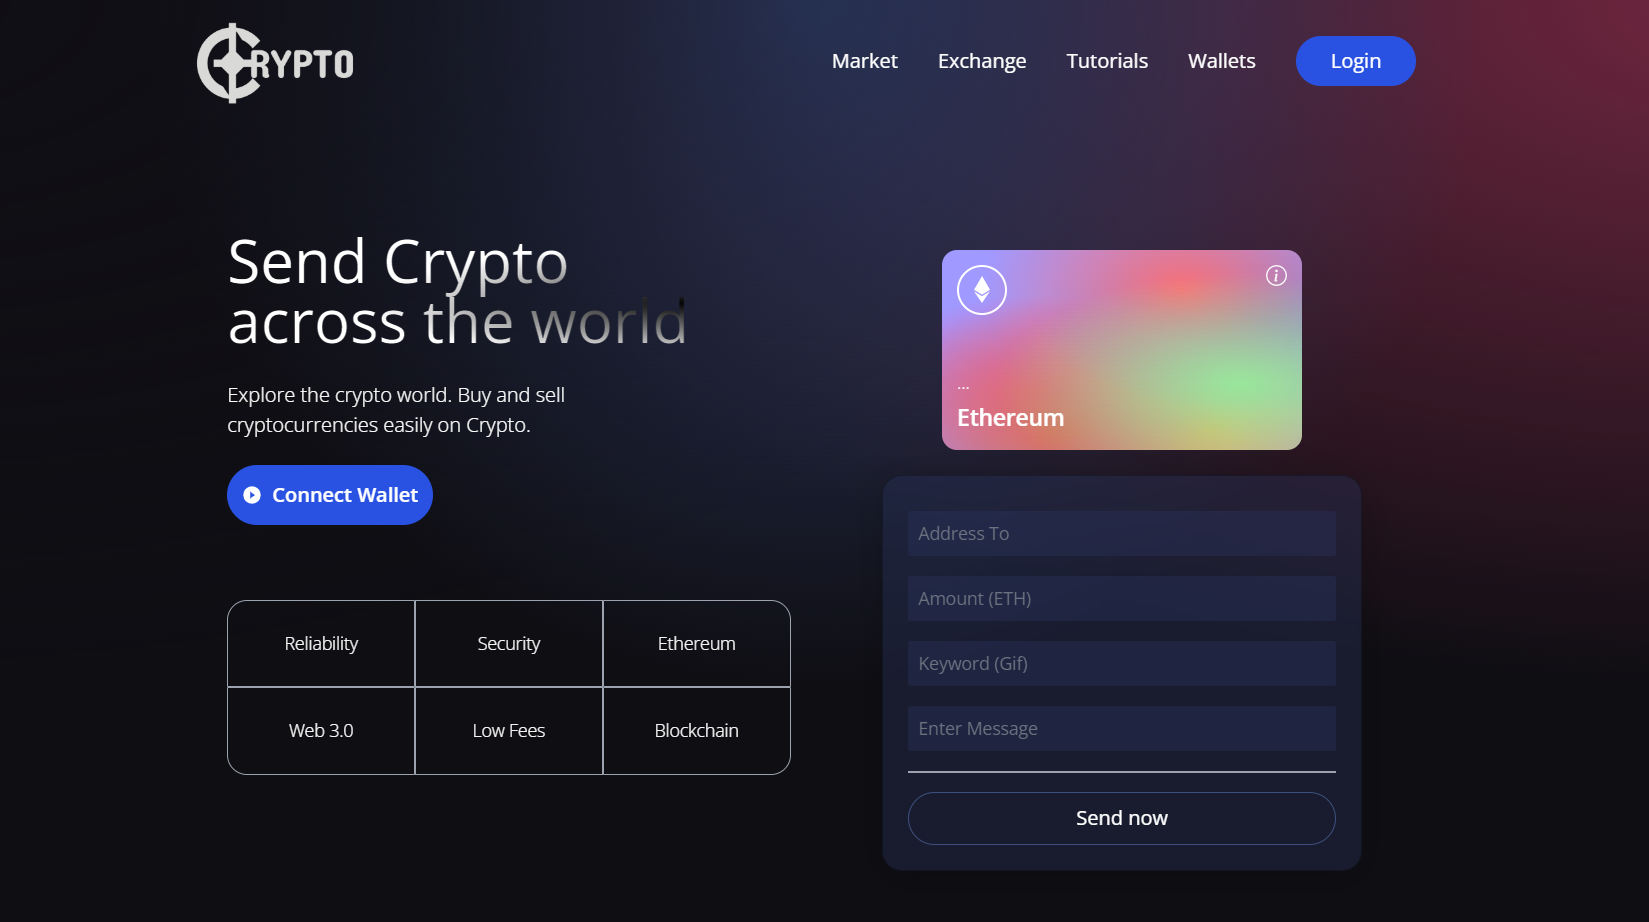 CRYPTO
Market Exchange Tutorials Wallets Login
Send Crypto
across the world
Explore the crypto world. Buy and sell
cryptocurrencies easily on Crypto.
Connect Wallet
Reliability Security Ethereum
Web 3.0 Low Fees Blockchain
i
...
Ethereum
Address To
Amount (ETH)
Keyword (Gif)
Enter Message
Send now